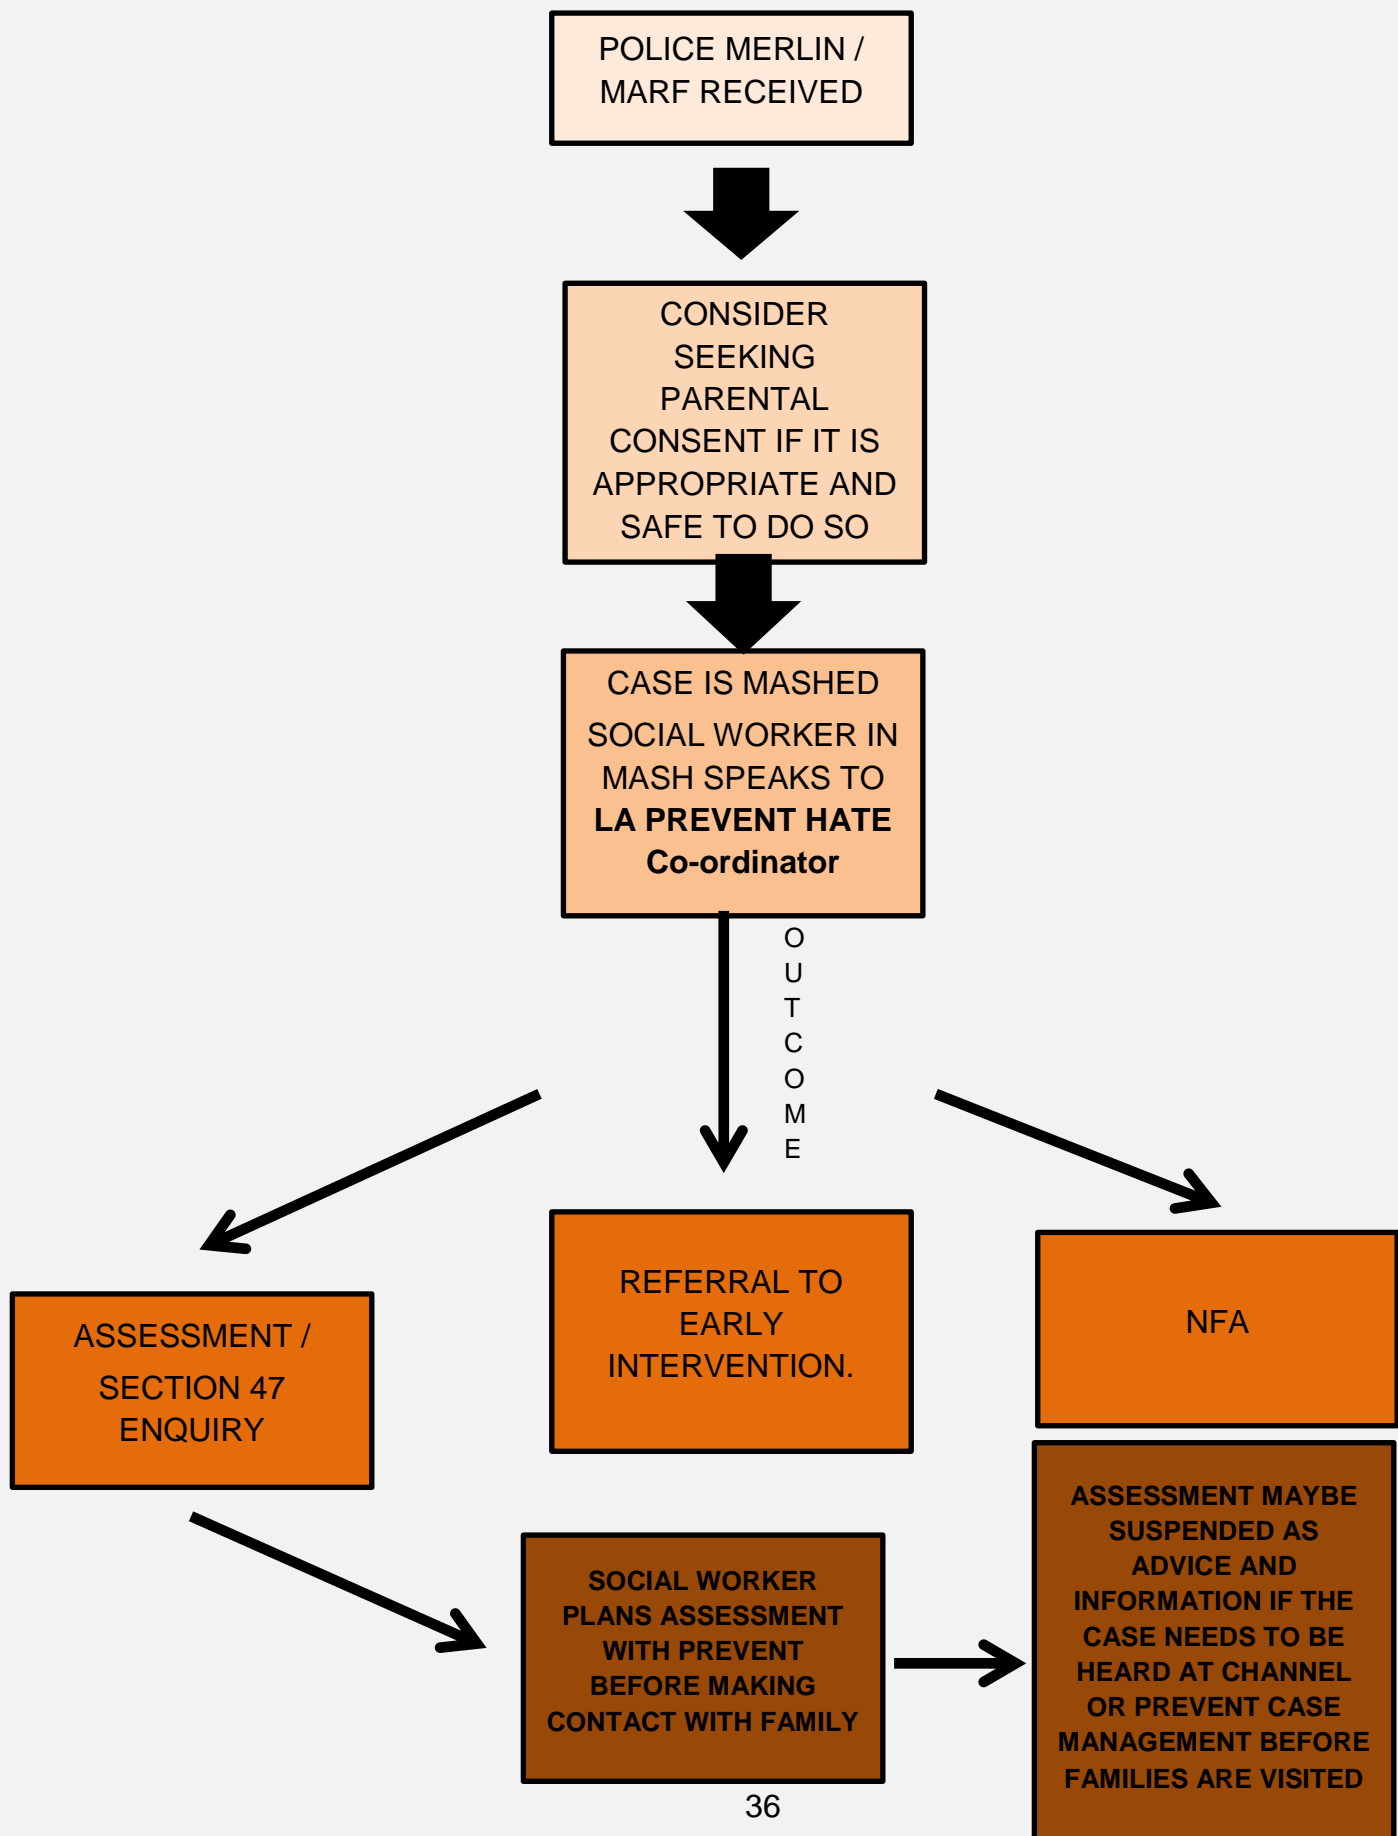 POLICE MERLIN /
MARF RECEIVED
CONSIDER
SEEKING
PARENTAL
CONSENT IF IT IS
APPROPRIATE AND
SAFE TO DO SO
CASE IS MASHED
SOCIAL WORKER IN
MASH SPEAKS TO
LA PREVENT HATE
Co-ordinator
O
U
T
C
O
M
E
ASSESSMENT /
SECTION 47
ENQUIRY
REFERRAL TO
EARLY
INTERVENTION.
NFA
SOCIAL WORKER
PLANS ASSESSMENT
WITH PREVENT
BEFORE MAKING
CONTACT WITH FAMILY
ASSESSMENT MAYBE
SUSPENDED AS
ADVICE AND
INFORMATION IF THE
CASE NEEDS TO BE
HEARD AT CHANNEL
OR PREVENT CASE
MANAGEMENT BEFORE
FAMILIES ARE VISITED
36